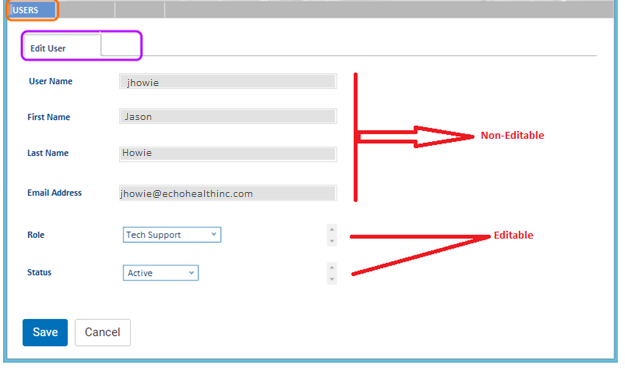 USERS
Edit User
User Name jhowie
First Name Jason
Last Name Howie
Non-Editable
Email Address jhowie@echohealthinc.com
Role Tech Support
Editable
Status Active
Save Cancel